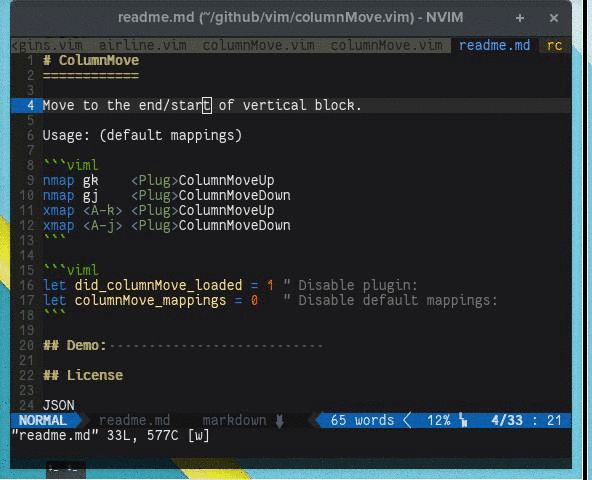 readme.md (~/github/vim/columnMove.vim) - NVIM
<gins.vim airline.vim columnMove.vim columnMove.vim readme.md rc
1 # ColumnMove
2 ============
3
4 Move to the end/start of vertical block.
5
6 Usage: (default mappings)
7
8 ```viml
9 nmap gk    <Plug>ColumnMoveUp
10 nmap gj    <Plug>ColumnMoveDown
11 xmap <A-k> <Plug>ColumnMoveUp
12 xmap <A-j> <Plug>ColumnMoveDown
13 ```
14
15 ```viml
16 let did_columnMove_loaded = 1 " Disable plugin:
17 let columnMove_mappings = 0   " Disable default mappings:
18 ```
19
20 ## Demo:---------------------------
21
22 ## License
23
24 JSON
NORMAL readme.md markdown 65 words 12% 4/33 : 21
"readme.md" 33L, 577C [w]